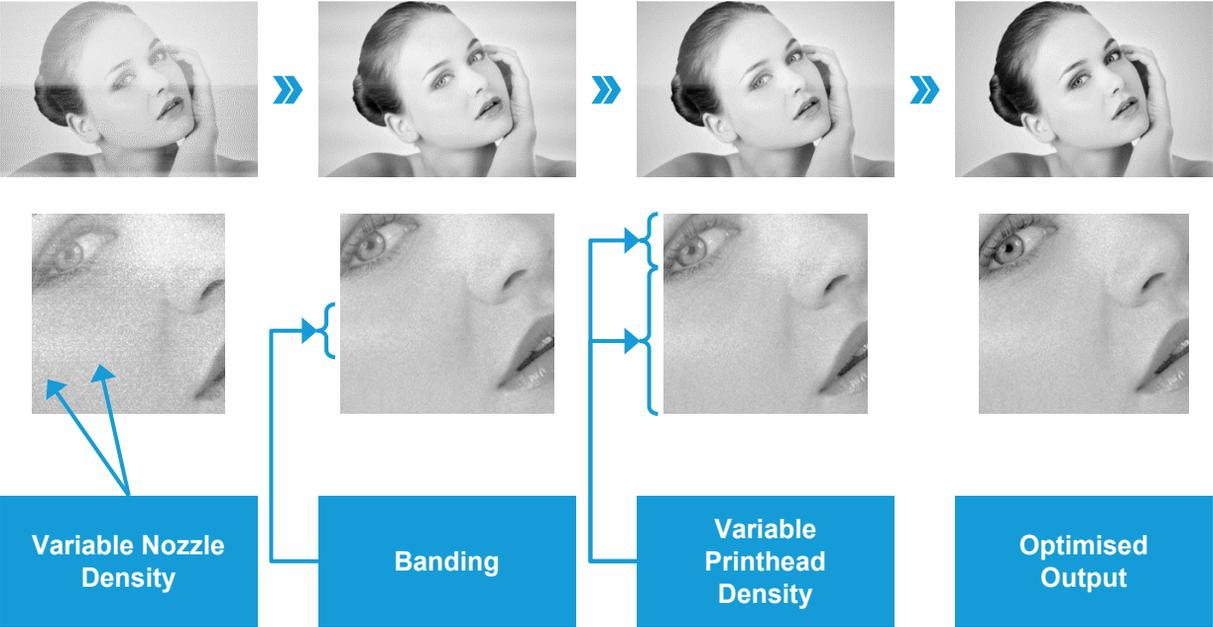 Variable Nozzle
Density
Banding
Variable
Printhead
Density
Optimised
Output